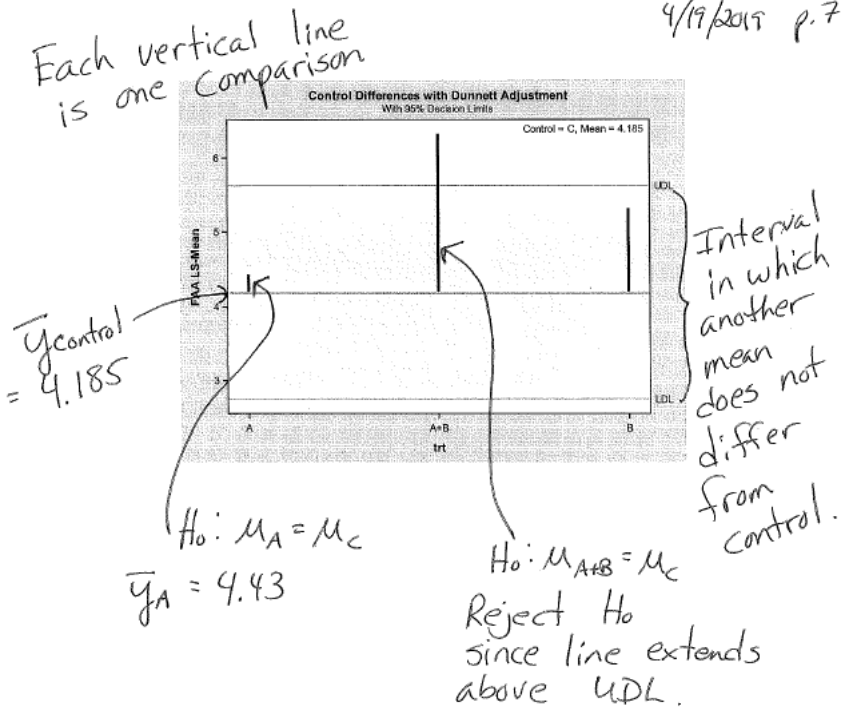 4/19/2019 p.7
Each vertical line
is one comparison
Control Differences with Dunnett Adjustment
With 95% Decision Limits
Control = C, Mean = 4.185
6
5
4
3
UDL
LDL
FAA LS-Mean
A
A+B
B
trt
ȳcontrol
= 4.185
Interval
in which
another
mean
does not
differ
from
control.
H₀: μA = μC
ȳA = 4.43
H₀: μA+B = μC
Reject H₀
since line extends
above UDL.